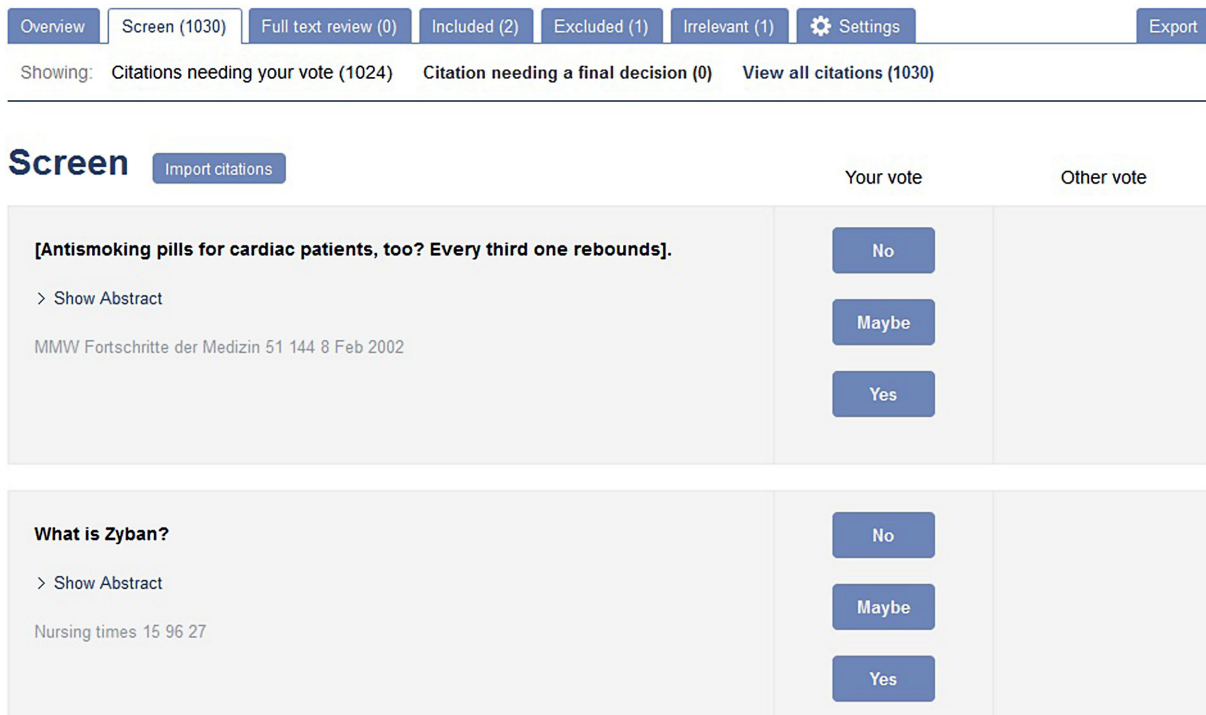 Overview Screen (1030) Full text review (0) Included (2) Excluded (1) Irrelevant (1) Settings Export
Showing: Citations needing your vote (1024) Citation needing a final decision (0) View all citations (1030)
Screen Import citations
Your vote Other vote
[Antismoking pills for cardiac patients, too? Every third one rebounds].
No
> Show Abstract
Maybe
MMW Fortschritte der Medizin 51 144 8 Feb 2002
Yes
What is Zyban?
No
> Show Abstract
Maybe
Nursing times 15 96 27
Yes